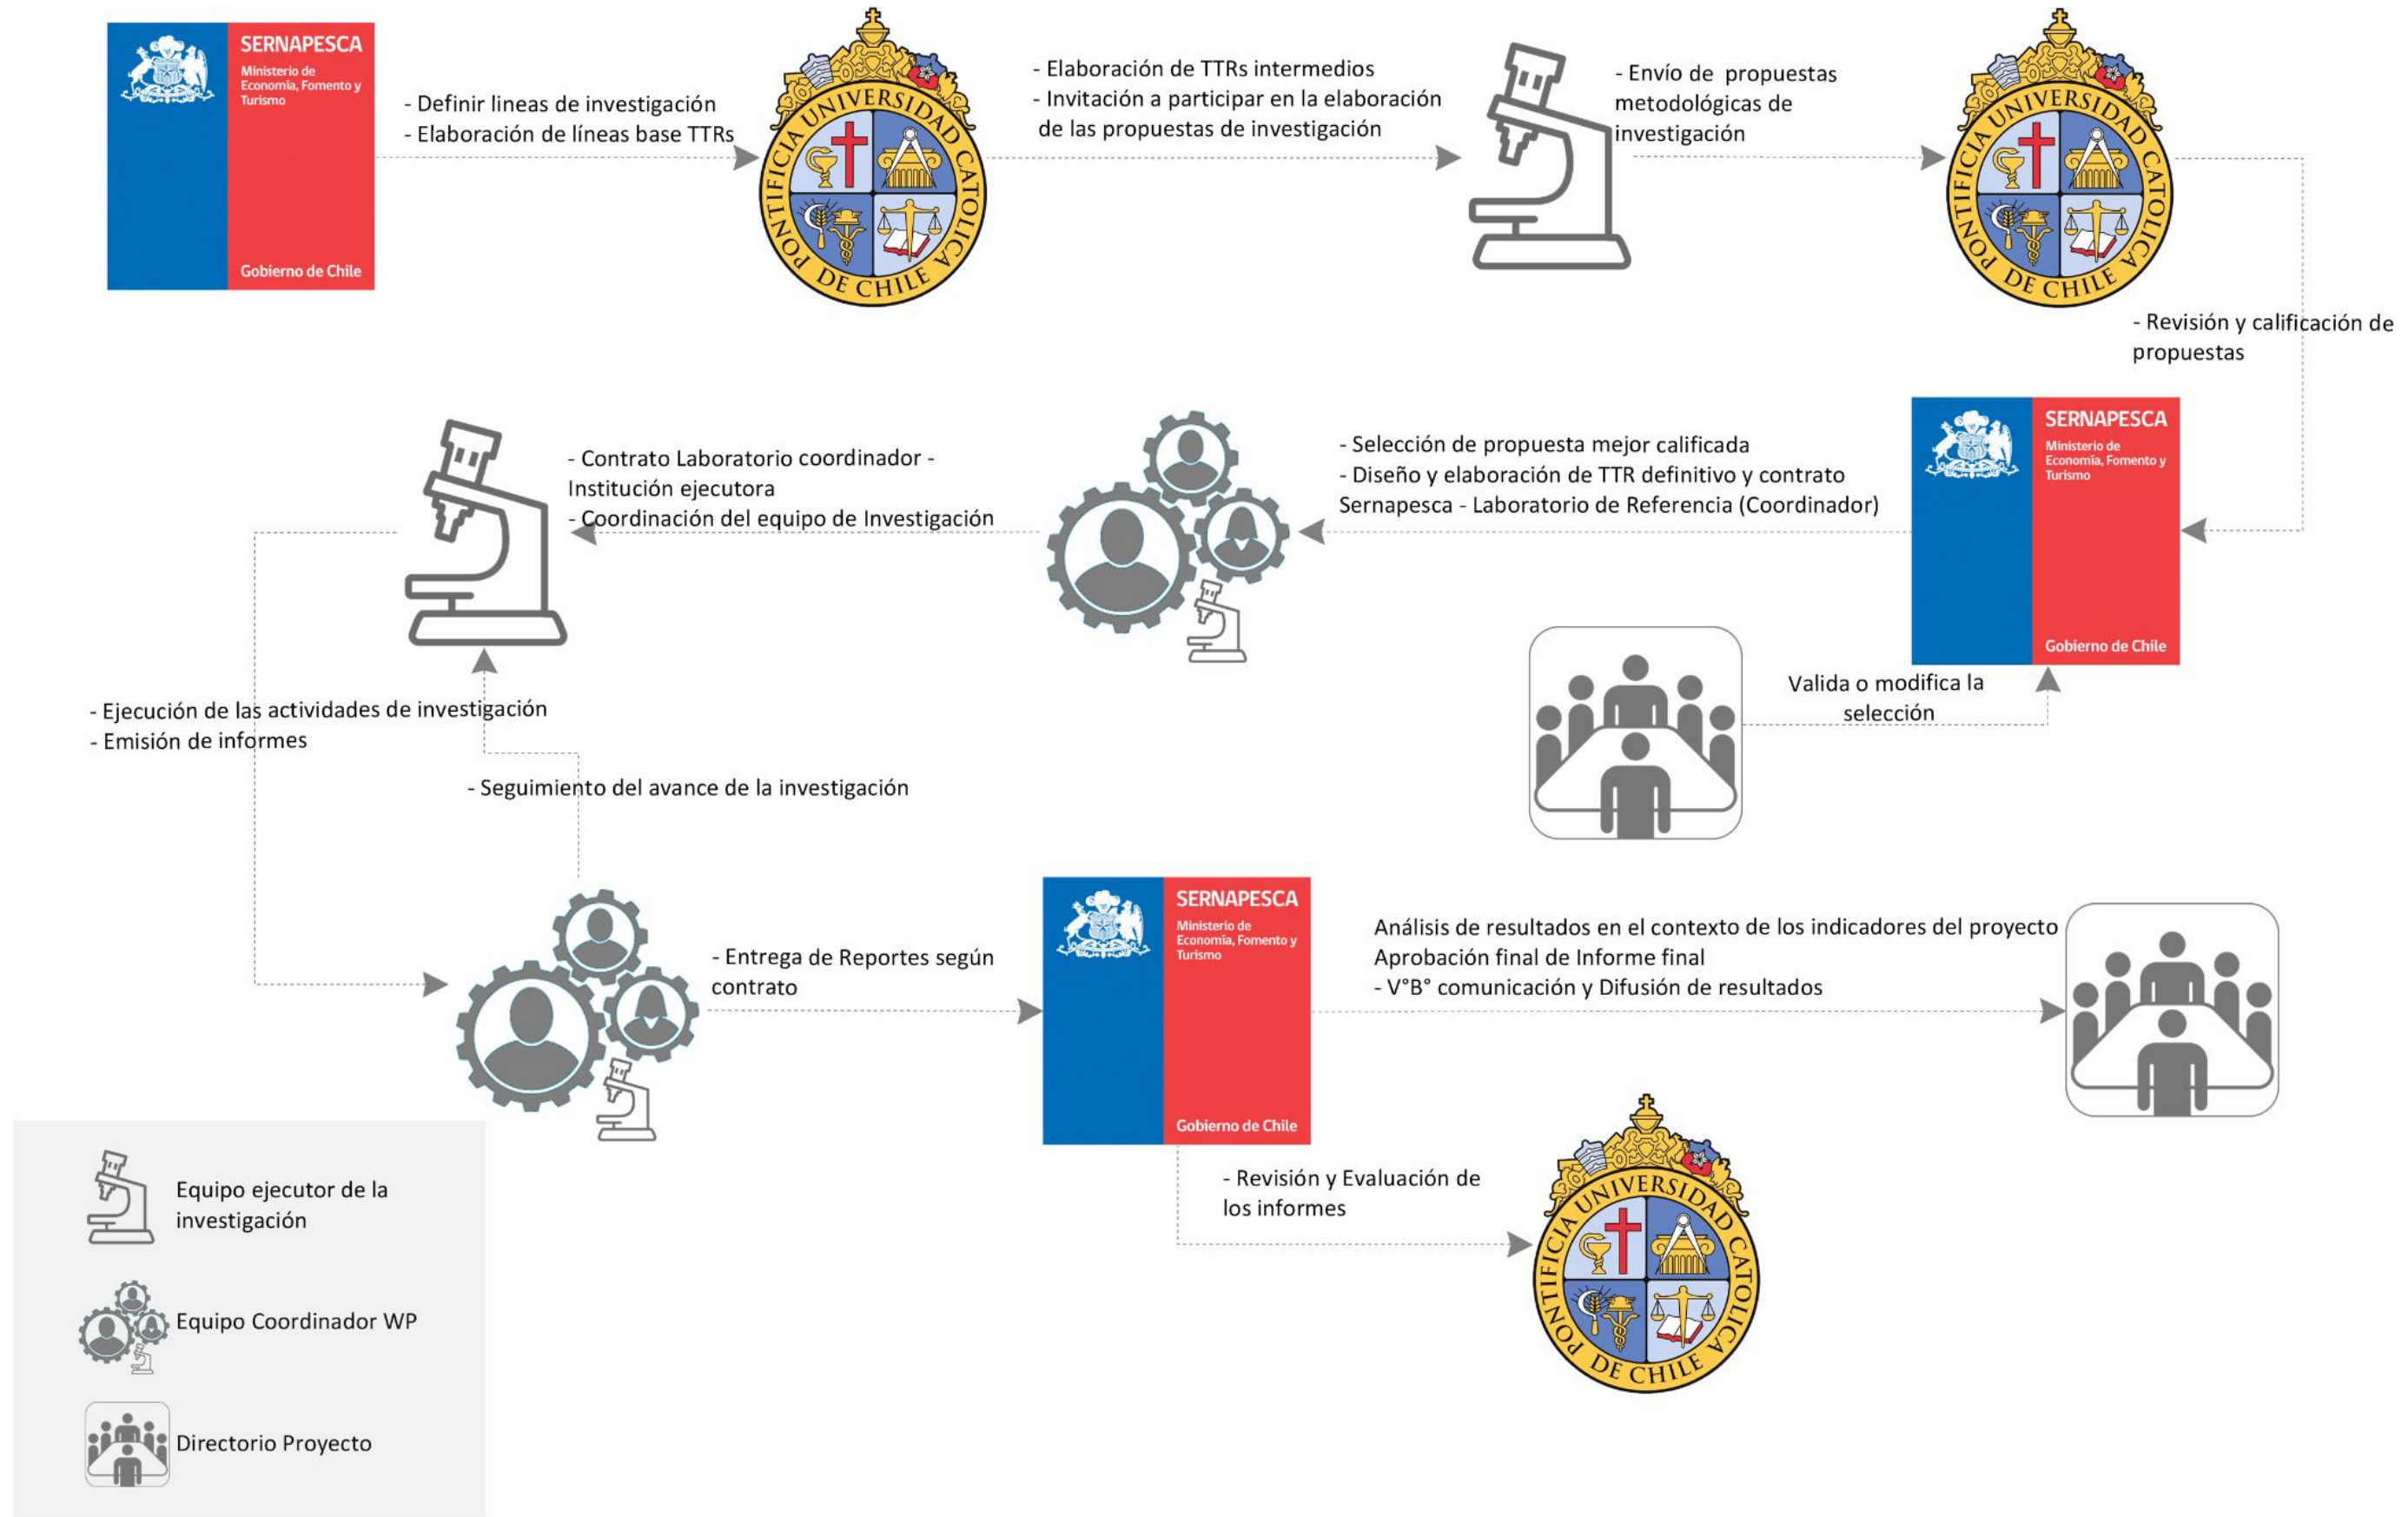 SERNAPESCA
Ministerio de
Economía, Fomento y
Turismo
Gobierno de Chile
- Definir lineas de investigación
- Elaboración de líneas base TTRs
PONTIFICIA UNIVERSIDAD CATOLICA DE CHILE
- Elaboración de TTRs intermedios
- Invitación a participar en la elaboración
de las propuestas de investigación
- Envío de propuestas
metodológicas de
investigación
PONTIFICIA UNIVERSIDAD CATOLICA DE CHILE
- Revisión y calificación de
propuestas
- Contrato Laboratorio coordinador -
Institución ejecutora
- Coordinación del equipo de Investigación
- Selección de propuesta mejor calificada
- Diseño y elaboración de TTR definitivo y contrato
Sernapesca - Laboratorio de Referencia (Coordinador)
SERNAPESCA
Ministerio de
Economía, Fomento y
Turismo
Gobierno de Chile
Valida o modifica la
selección
- Ejecución de las actividades de investigación
- Emisión de informes
- Seguimiento del avance de la investigación
- Entrega de Reportes según
contrato
SERNAPESCA
Ministerio de
Economía, Fomento y
Turismo
Gobierno de Chile
Análisis de resultados en el contexto de los indicadores del proyecto
Aprobación final de Informe final
- V°B° comunicación y Difusión de resultados
- Revisión y Evaluación de
los informes
PONTIFICIA UNIVERSIDAD CATOLICA DE CHILE
Equipo ejecutor de la
investigación
Equipo Coordinador WP
Directorio Proyecto